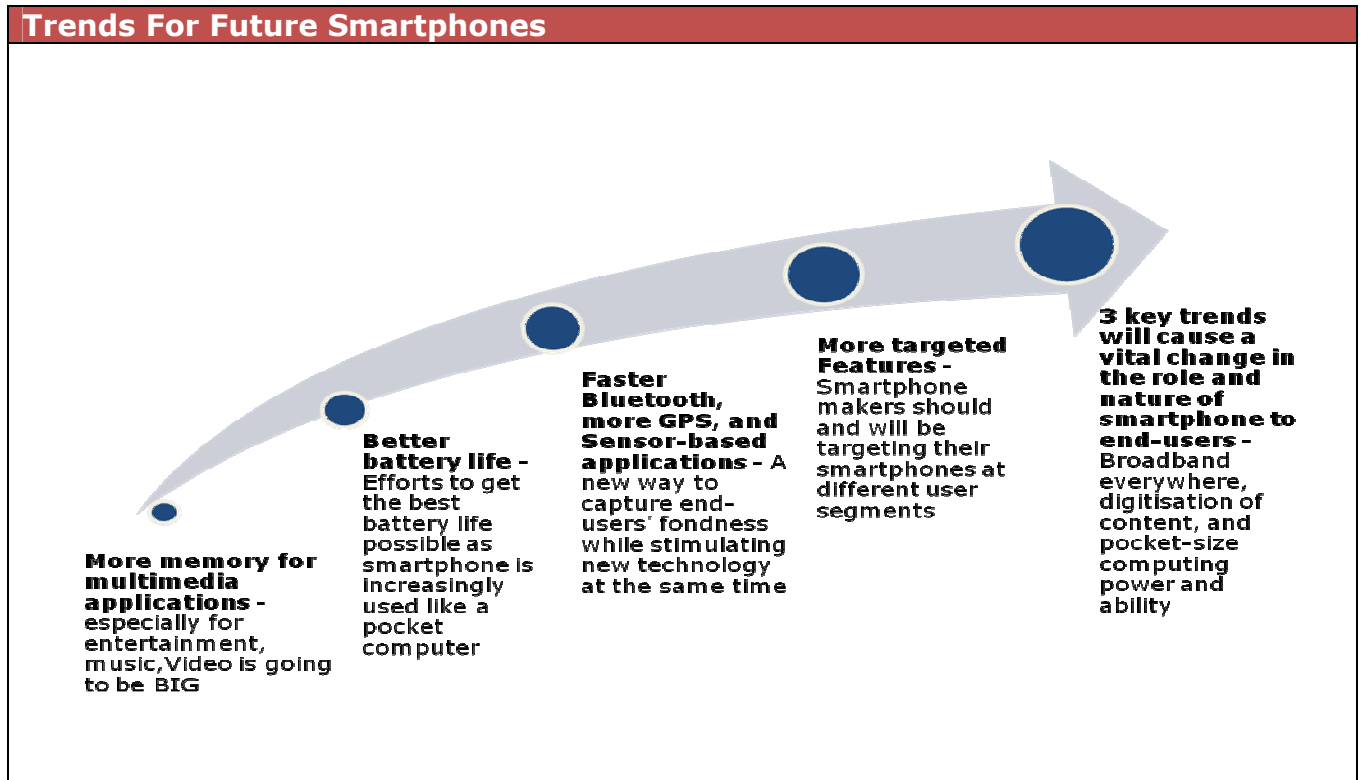 Trends For Future Smartphones
More memory for
multimedia
applications -
especially for
entertainment,
music,Video is going
to be BIG
Better
battery life -
Efforts to get
the best
battery life
possible as
smartphone is
increasingly
used like a
pocket
computer
Faster
Bluetooth,
more GPS, and
Sensor-based
applications - A
new way to
capture end-
users' fondness
while stimulating
new technology
at the same time
More targeted
Features -
Smartphone
makers should
and will be
targeting their
smartphones at
different user
segments
3 key trends
will cause a
vital change in
the role and
nature of
smartphone to
end-users -
Broadband
everywhere,
digitisation of
content, and
pocket-size
computing
power and
ability